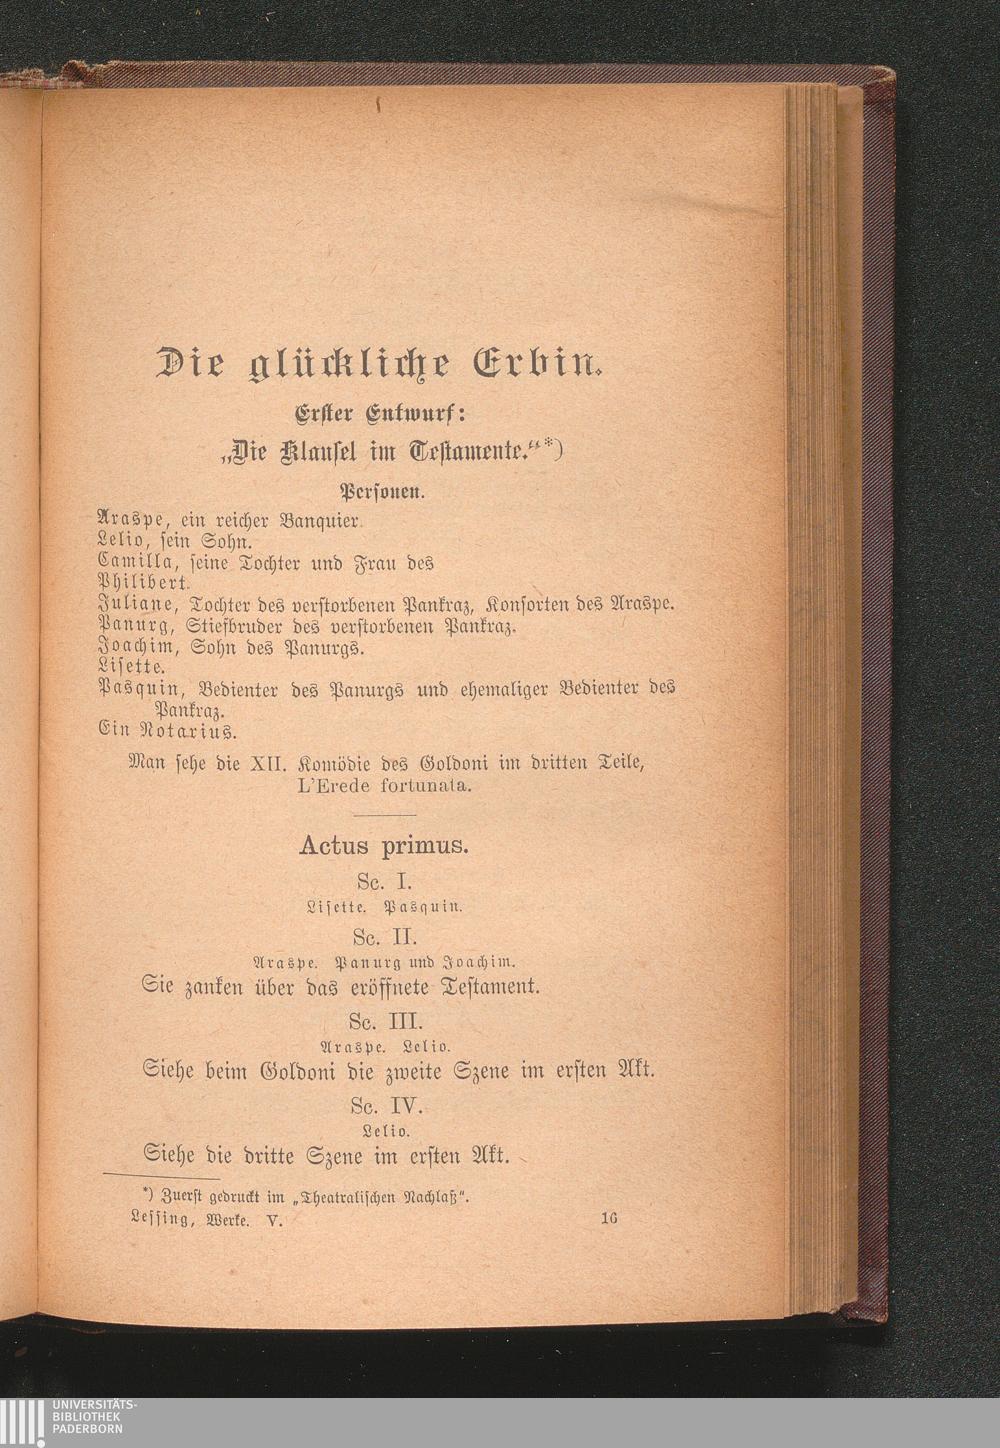 Die glückliche Erbin.
Erster Entwurf:
„Die Klausel im Testamente.“*)
Personen.
Araspe, ein reicher Banquier.
Lelio, sein Sohn.
Camilla, seine Tochter und Frau des
Philibert.
Juliane, Tochter des verstorbenen Pankraz, Konsorten des Araspe.
Panurg, Stiefbruder des verstorbenen Pankraz.
Joachim, Sohn des Panurgs.
Lisette.
Pasquin, Bedienter des Panurgs und ehemaliger Bedienter des
Pankraz.
Ein Notarius.
Man sehe die XII. Komödie des Goldoni im dritten Teile,
L'Erede fortunata.
Actus primus.
Sc. I.
Lisette. Pasquin.
Sc. II.
Araspe. Panurg und Joachim.
Sie zanken über das eröffnete Testament.
Sc. III.
Araspe. Lelio.
Siehe beim Goldoni die zweite Szene im ersten Akt.
Sc. IV.
Lelio.
Siehe die dritte Szene im ersten Akt.
*) Zuerst gedruckt im „Theatralischen Nachlaß“.
Lessing, Werke. V. 16
UNIVERSITÄTS-
BIBLIOTHEK
PADERBORN